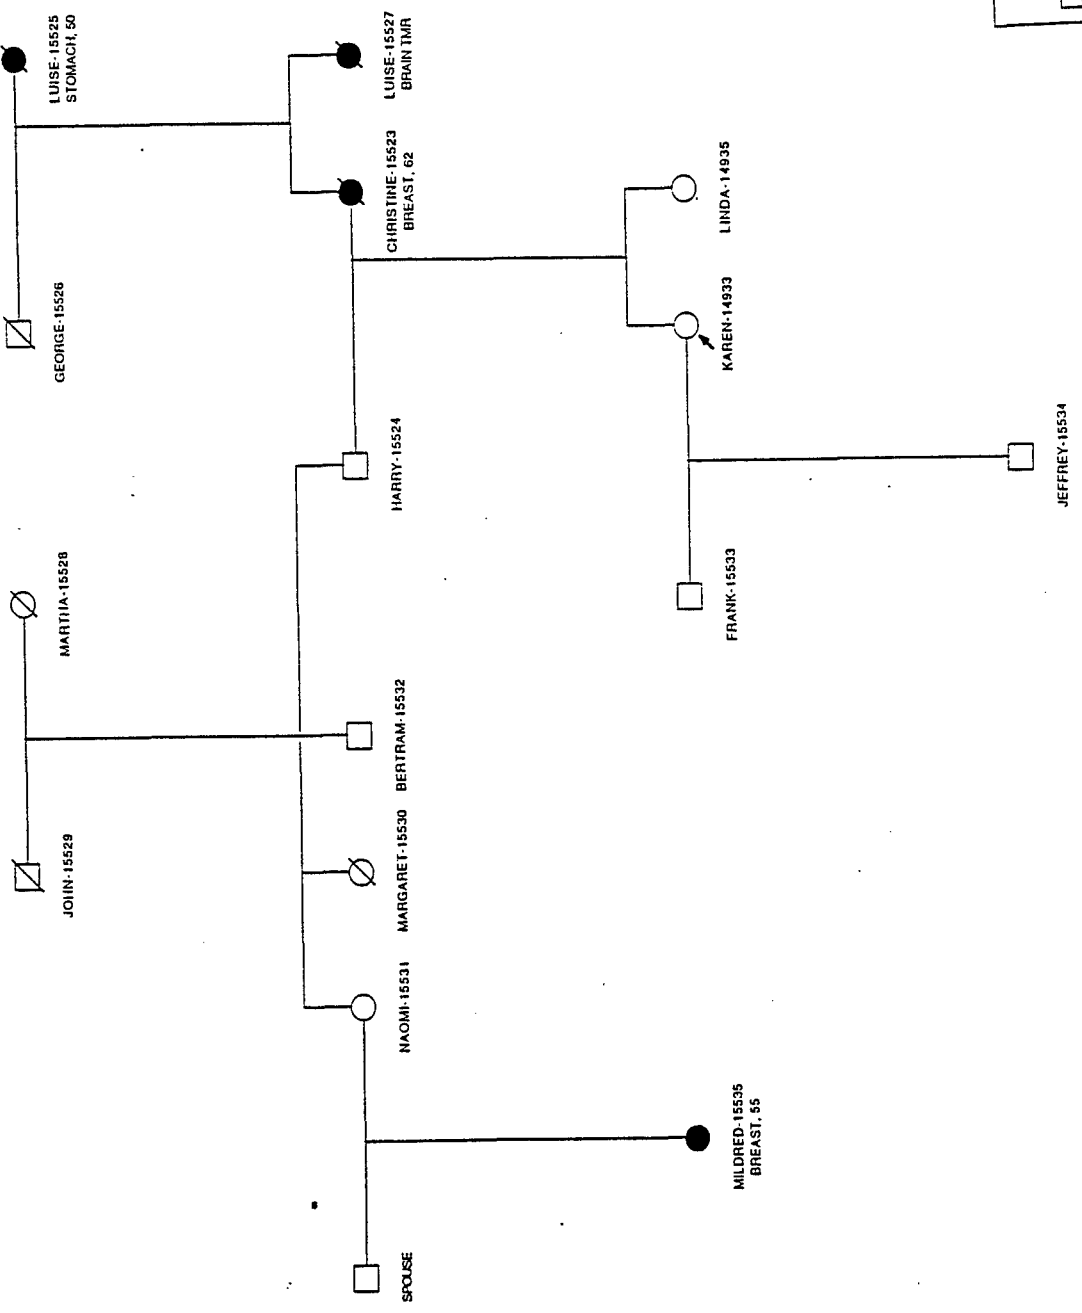 JOHN-15529
MARTHA-15528
GEORGE-15526
LUISE-15525
STOMACH, 50
SPOUSE
NAOMI-15531
MARGARET-15530
BERTRAM-15532
HARRY-15524
CHRISTINE-15523
BREAST, 62
LUISE-15527
BRAIN TMR
MILDRED-15535
BREAST, 55
FRANK-15533
KAREN-14933
LINDA-14935
JEFFREY-15534